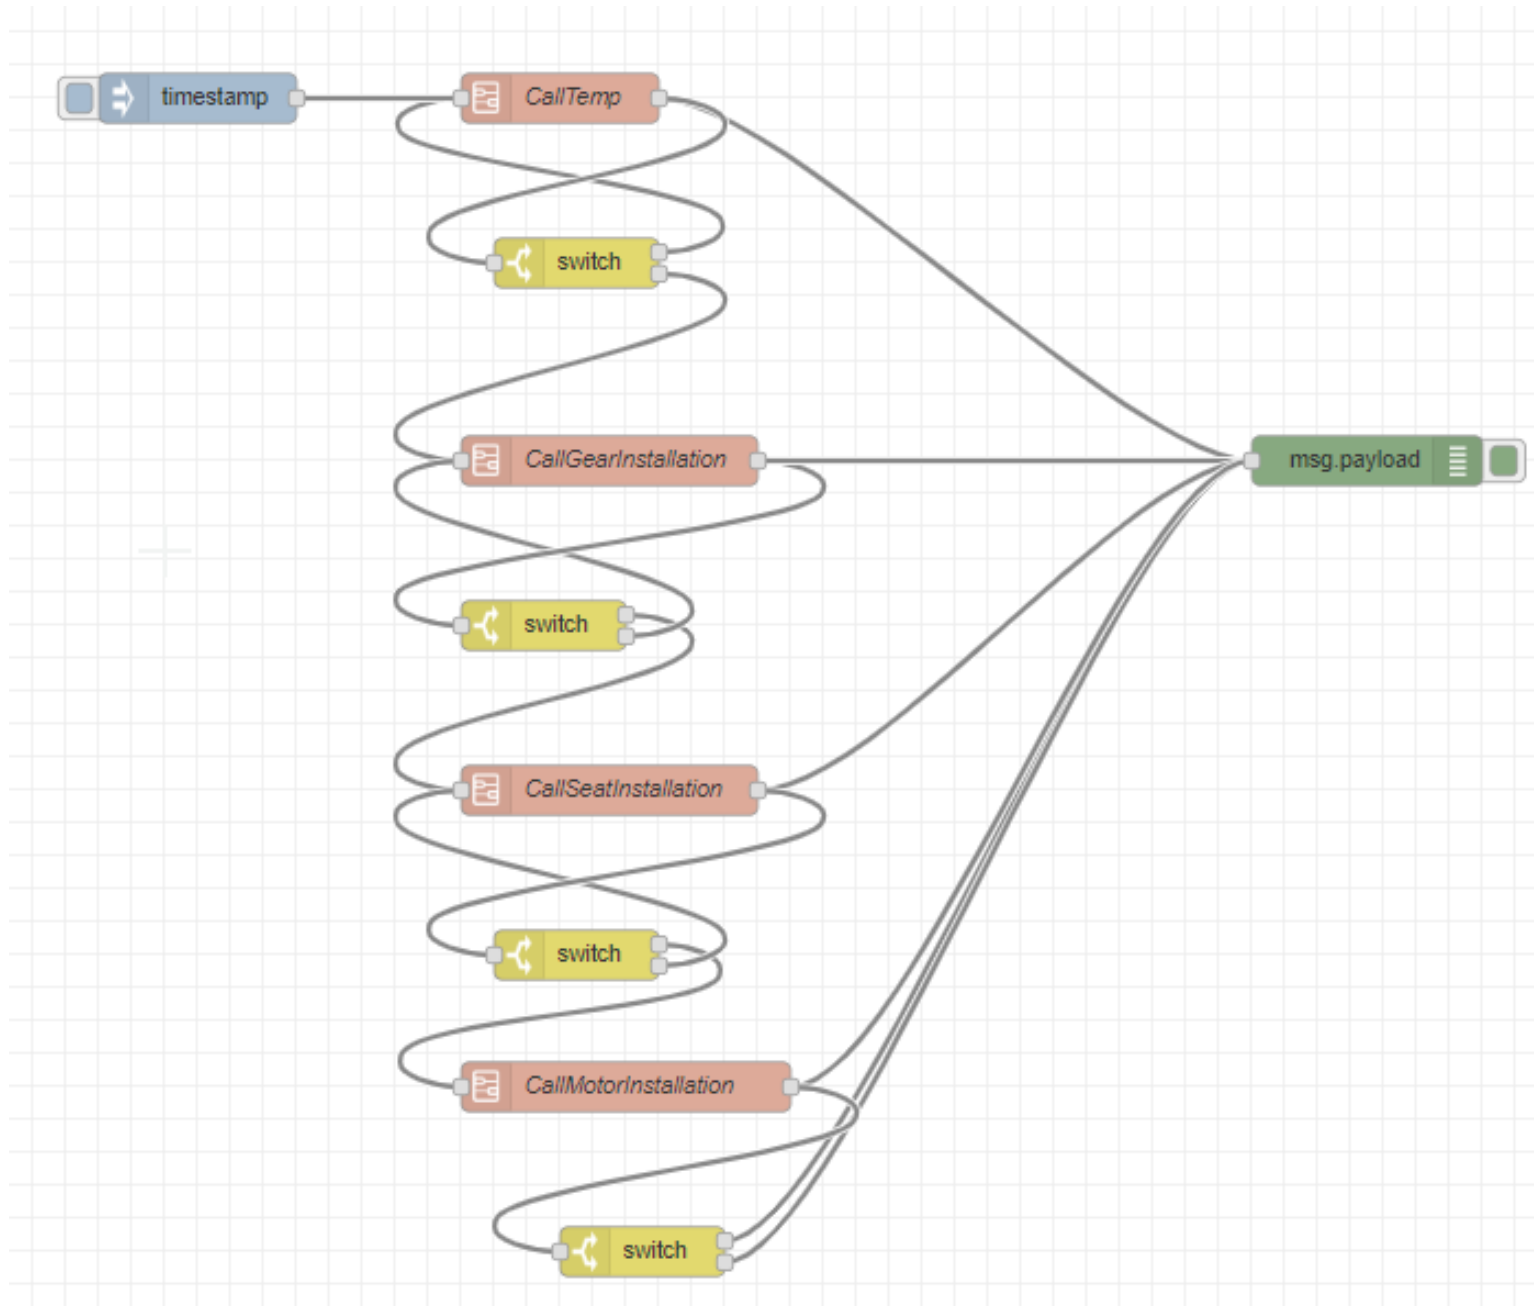 timestamp
CallTemp
switch
CallGearInstallation
msg.payload
switch
CallSeatInstallation
switch
CallMotorInstallation
switch